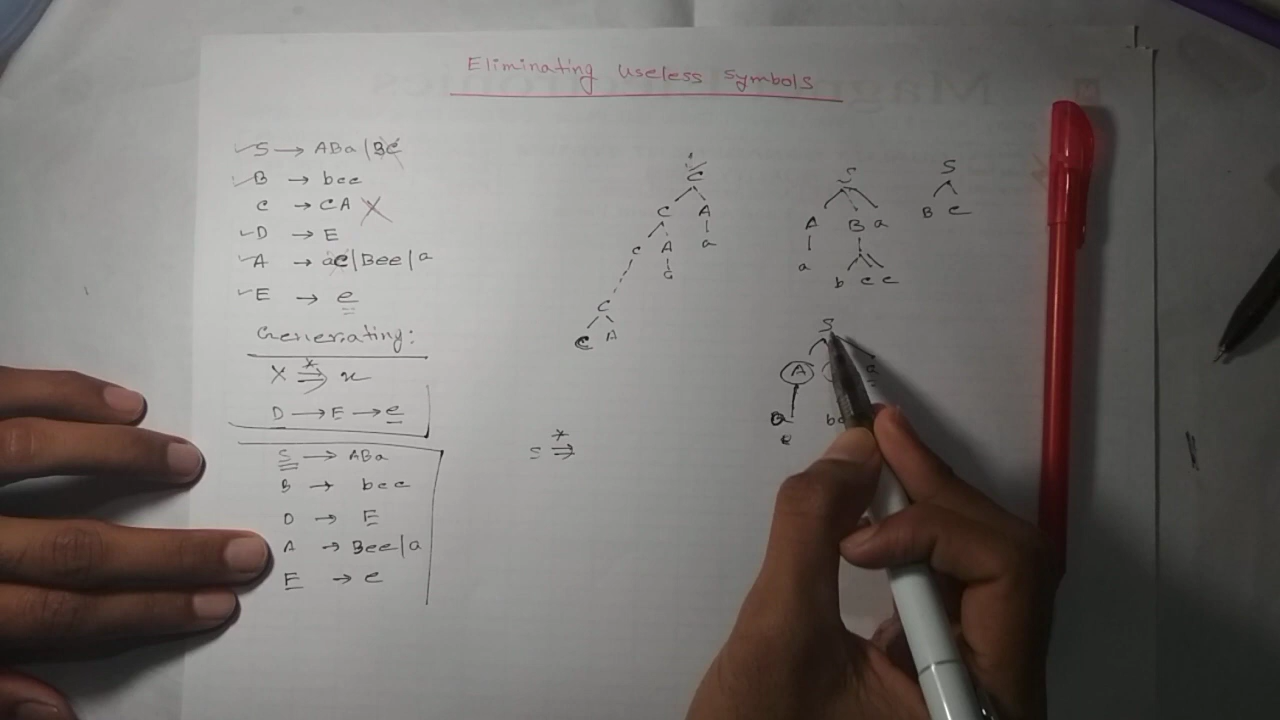 Eliminating useless symbols
S → ABa | BC
B → bcc
C → CA X
D → E
A → ac | Bcc | a
E → e
Generating:
X ⇒* x
D → E → e
S → ABa
B → bcc
D → E
A → Bcc | a
E → e
C
C A
C A a
a
C
C A
S
A B a
a b c c
S
B C
S
A a
a
S ⇒*